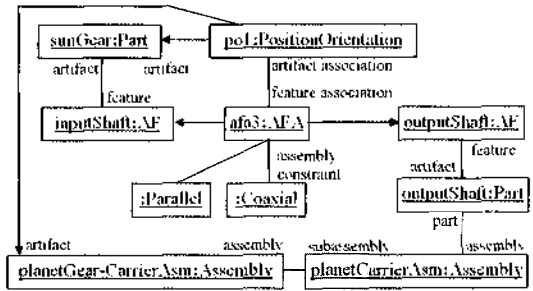 sunGear:Part
po1:PositionOrientation
artifact
artifact
artifact association
feature
feature association
inputShaft:AF
afa3:AFA
outputShaft:AF
assembly
constraint
feature
artifact
:Parallel
:Coaxial
outputShaft:Part
part
artifact
assembly
subassembly
assembly
planetGear-CarrierAsm:Assembly
planetCarrierAsm:Assembly